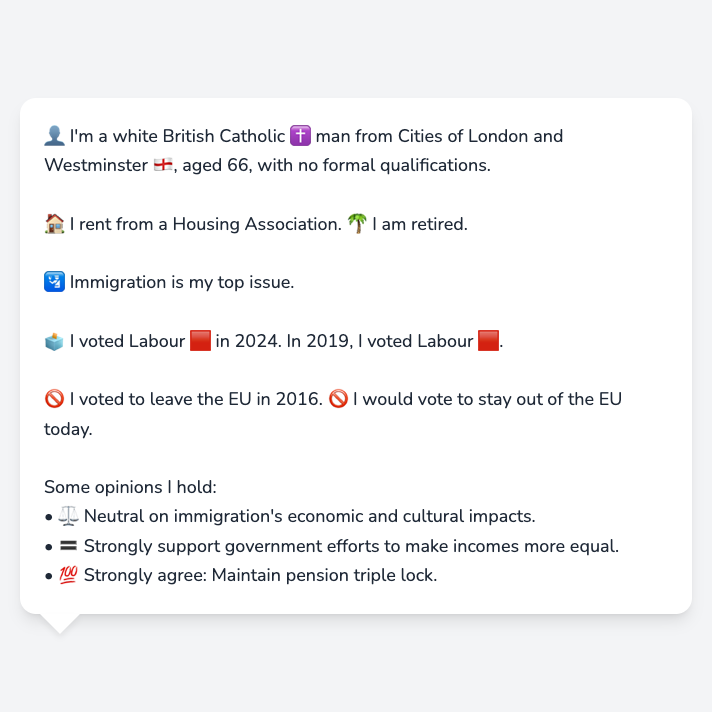 👤 I'm a white British Catholic ✝️ man from Cities of London and
Westminster 🏴󠁧󠁢󠁥󠁮󠁧󠁿, aged 66, with no formal qualifications.
🏠 I rent from a Housing Association. 🌴 I am retired.
🛂 Immigration is my top issue.
🗳️ I voted Labour 🟥 in 2024. In 2019, I voted Labour 🟥.
🚫 I voted to leave the EU in 2016. 🚫 I would vote to stay out of the EU
today.
Some opinions I hold:
• ⚖️ Neutral on immigration's economic and cultural impacts.
• 🟰 Strongly support government efforts to make incomes more equal.
• 💯 Strongly agree: Maintain pension triple lock.